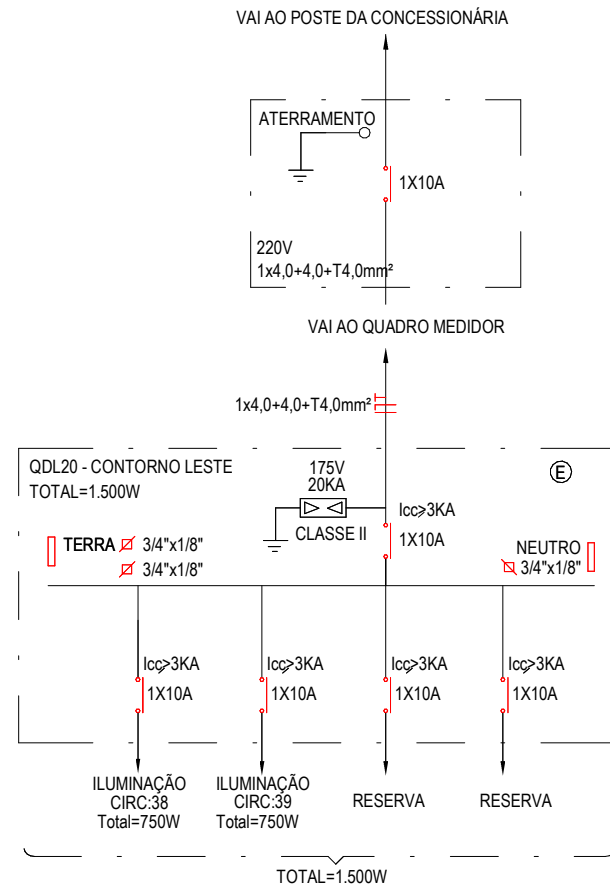 VAI AO POSTE DA CONCESSIONÁRIA
ATERRAMENTO
1X10A
220V
1x4,0+4,0+T4,0mm²
VAI AO QUADRO MEDIDOR
1x4,0+4,0+T4,0mm²
QDL20 - CONTORNO LESTE
TOTAL=1.500W
175V
20KA
CLASSE II
E
Icc>3KA
1X10A
TERRA
3/4"x1/8"
3/4"x1/8"
NEUTRO
3/4"x1/8"
Icc>3KA
1X10A
Icc>3KA
1X10A
Icc>3KA
1X10A
Icc>3KA
1X10A
ILUMINAÇÃO
CIRC:38
Total=750W
ILUMINAÇÃO
CIRC:39
Total=750W
RESERVA
RESERVA
TOTAL=1.500W